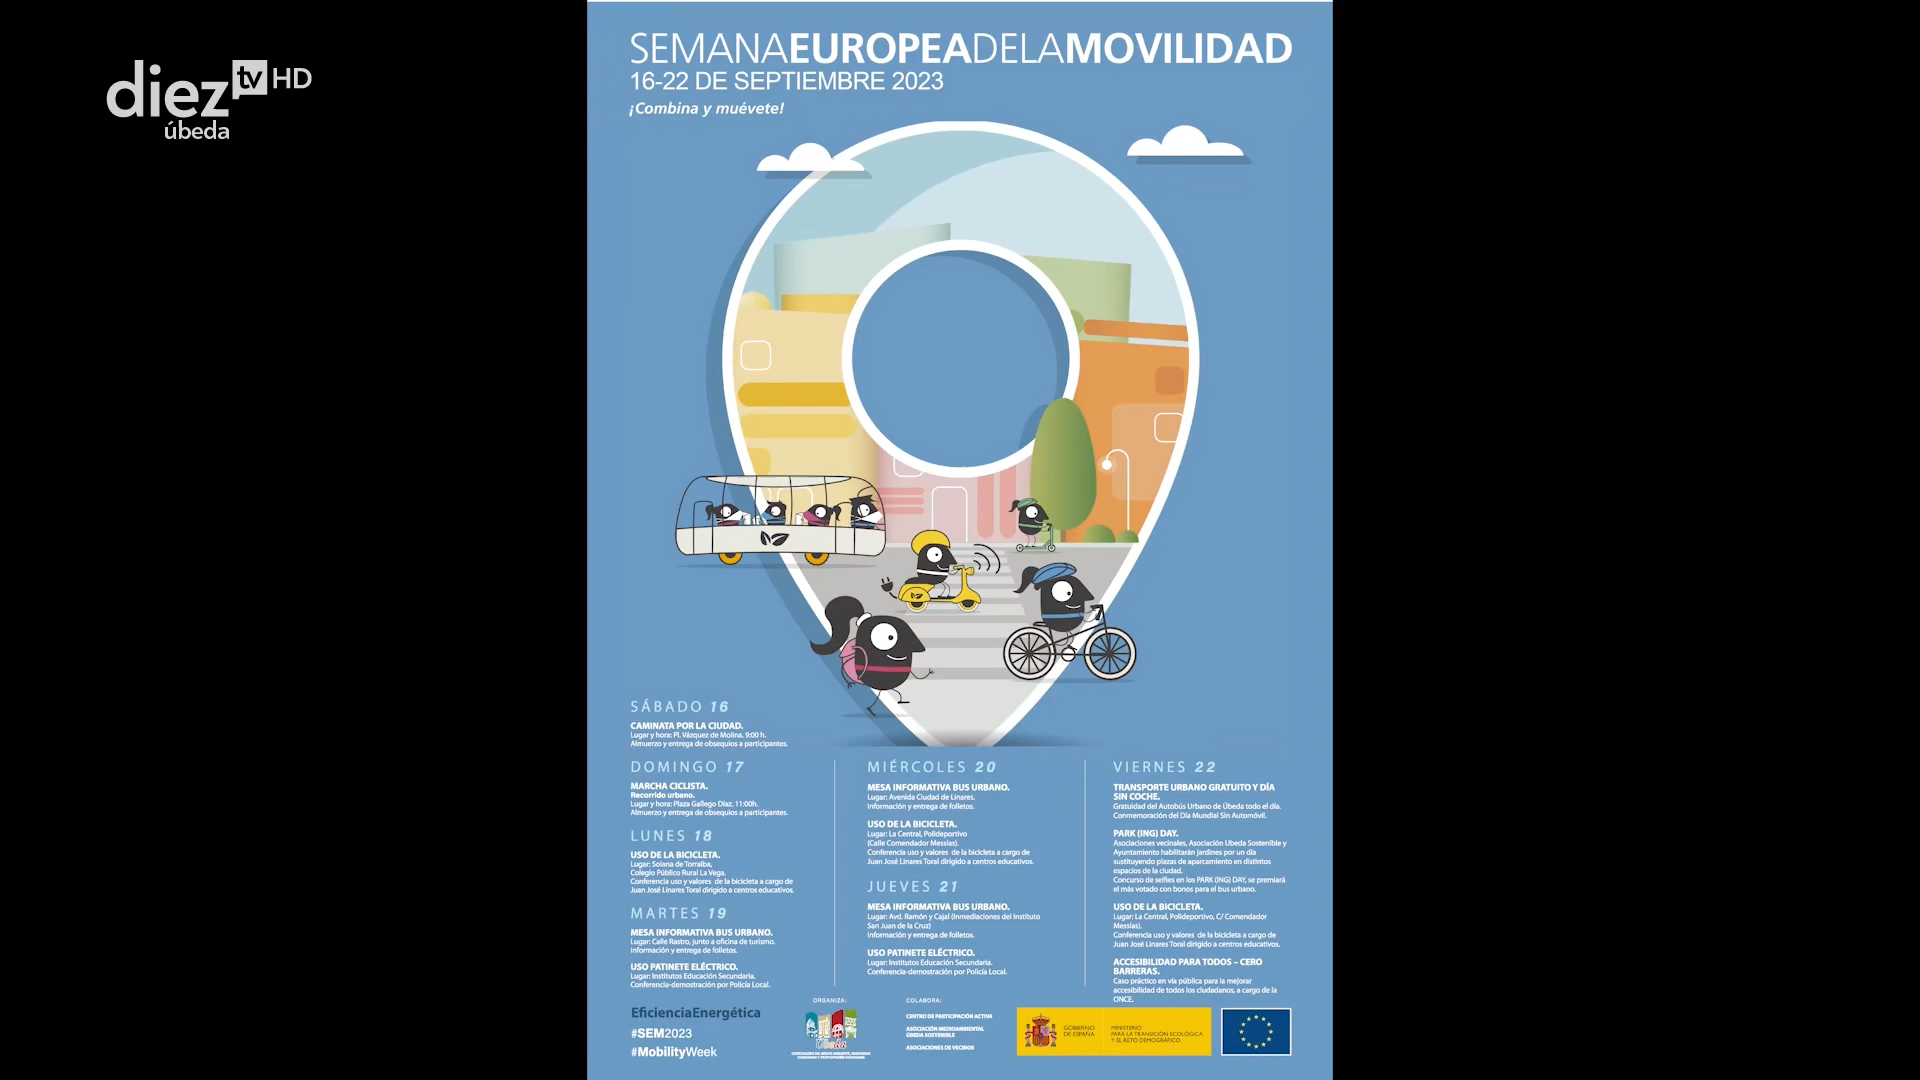 diez tv HD
úbeda
SEMANAEUROPEADELAMOVILIDAD
16-22 DE SEPTIEMBRE 2023
¡Combina y muévete!
SÁBADO 16
CAMINATA POR LA CIUDAD.
Lugar y hora: Pl. Vázquez de Molina. 9:00 h.
Almuerzo y entrega de obsequios a participantes.
DOMINGO 17
MARCHA CICLISTA.
Recorrido urbano.
Lugar y hora: Plaza Gallego Díaz. 11:00h.
Almuerzo y entrega de obsequios a participantes.
LUNES 18
USO DE LA BICICLETA.
Lugar: Solana de Torralba,
Colegio Público Rural La Vega.
Conferencia uso y valores de la bicicleta a cargo de
Juan José Linares Toral dirigido a centros educativos.
MARTES 19
MESA INFORMATIVA BUS URBANO.
Lugar: Calle Rastro, junto a oficina de turismo.
Información y entrega de folletos.
USO PATINETE ELÉCTRICO.
Lugar: Institutos Educación Secundaria.
Conferencia-demostración por Policía Local.
MIÉRCOLES 20
MESA INFORMATIVA BUS URBANO.
Lugar: Avenida Ciudad de Linares.
Información y entrega de folletos.
USO DE LA BICICLETA.
Lugar: La Central, Polideportivo
(Calle Comendador Messías).
Conferencia uso y valores de la bicicleta a cargo de
Juan José Linares Toral dirigido a centros educativos.
JUEVES 21
MESA INFORMATIVA BUS URBANO.
Lugar: Avd. Ramón y Cajal (Inmediaciones del Instituto
San Juan de la Cruz)
Información y entrega de folletos.
USO PATINETE ELÉCTRICO.
Lugar: Institutos Educación Secundaria.
Conferencia-demostración por Policía Local.
VIERNES 22
TRANSPORTE URBANO GRATUITO Y DÍA
SIN COCHE.
Gratuidad del Autobús Urbano de Úbeda todo el día.
Conmemoración del Día Mundial Sin Automóvil.
PARK (ING) DAY.
Asociaciones vecinales, Asociación Ubeda Sostenible y
Ayuntamiento habilitarán jardines por un día
sustituyendo plazas de aparcamiento en distintos
espacios de la ciudad.
Concurso de selfies en los PARK (ING) DAY, se premiará
el más votado con bonos para el bus urbano.
USO DE LA BICICLETA.
Lugar: La Central, Polideportivo, C/ Comendador
Messías).
Conferencia uso y valores de la bicicleta a cargo de
Juan José Linares Toral dirigido a centros educativos.
ACCESIBILIDAD PARA TODOS – CERO
BARRERAS.
Caso práctico en vía pública para la mejorar
accesibilidad de todos los ciudadanos, a cargo de la
ONCE.
EficienciaEnergética
#SEM2023
#MobilityWeek
ORGANIZA:
Úbeda
COLABORA:
CENTRO DE PARTICIPACIÓN ACTIVA
ASOCIACIÓN MEDIOAMBIENTAL
ÚBEDA SOSTENIBLE
ASOCIACIONES DE VECINOS
GOBIERNO
DE ESPAÑA
MINISTERIO
PARA LA TRANSICIÓN ECOLÓGICA
Y EL RETO DEMOGRÁFICO